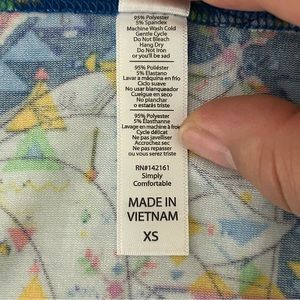 95% Polyester
5% Spandex
Machine Wash Cold
Gentle Cycle
Do Not Bleach
Hang Dry
Do Not Iron
or you'll be sad
95% Poliéster
5% Elastano
Lavar a máquina en frío
Ciclo suave
No usar blanqueador
Cuelgue en seco
No planchar
o estarás triste
95% Polyester
5% Élasthanne
Lavage en machine à froid
Cycle délicat
Ne pas javelliser
Accrochez sec
Ne pas repasser
ou vous serez triste
RN#142161
Simply
Comfortable
MADE IN
VIETNAM
XS